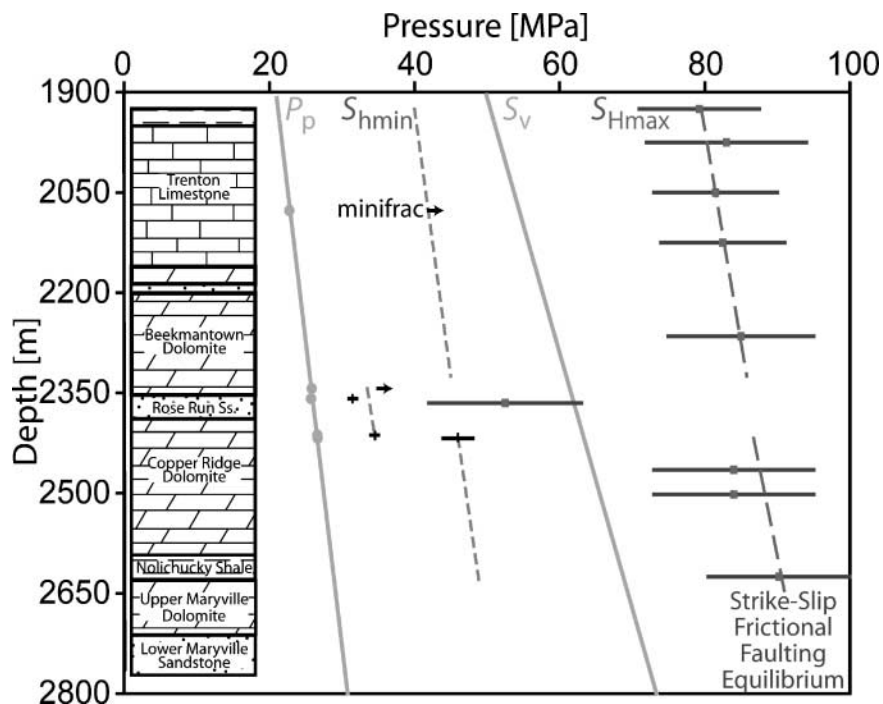 Pressure [MPa]
0 20 40 60 80 100
1900
2050
2200
2350
2500
2650
2800
Depth [m]
Pp Shmin Sv SHmax
minifrac
Trenton
Limestone
Beekmantown
Dolomite
Rose Run Ss.
Copper Ridge
Dolomite
Nolichucky Shale
Upper Maryville
Dolomite
Lower Maryville
Sandstone
Strike-Slip
Frictional
Faulting
Equilibrium